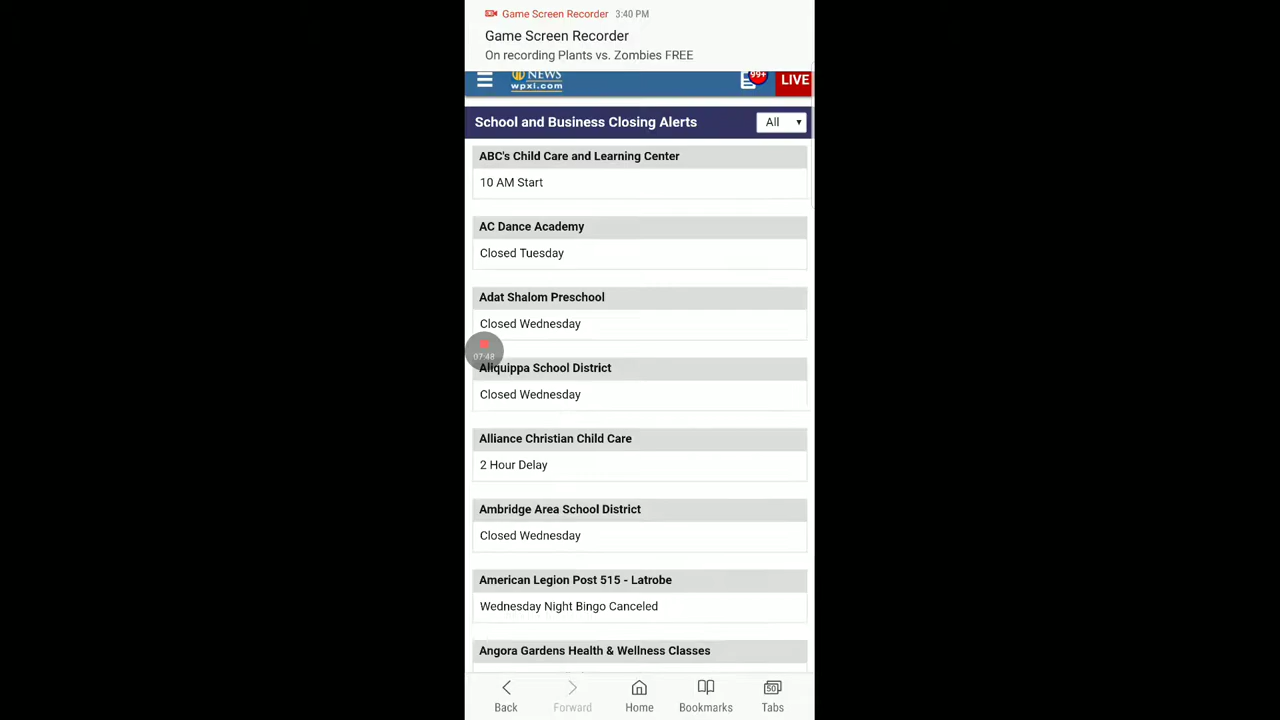 Game Screen Recorder 3:40 PM
Game Screen Recorder
On recording Plants vs. Zombies FREE
NEWS
wpxi.com
99+
LIVE
School and Business Closing Alerts
All
ABC's Child Care and Learning Center
10 AM Start
AC Dance Academy
Closed Tuesday
Adat Shalom Preschool
Closed Wednesday
07:48
Aliquippa School District
Closed Wednesday
Alliance Christian Child Care
2 Hour Delay
Ambridge Area School District
Closed Wednesday
American Legion Post 515 - Latrobe
Wednesday Night Bingo Canceled
Angora Gardens Health & Wellness Classes
50
Back Forward Home Bookmarks Tabs